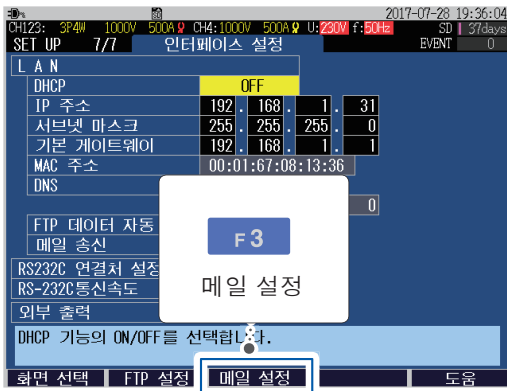 2017-07-28 19:36:04
CH123: 3P4W 1000V 500A CH4:1000V 500A U:230V f:50Hz SD 37days
SET UP 7/7 인터페이스 설정 EVENT 0
LAN
DHCP OFF
IP 주소 192. 168. 1. 31
서브넷 마스크 255. 255. 255. 0
기본 게이트웨이 192. 168. 1. 1
MAC 주소 00:01:67:08:13:36
DNS
0
FTP 데이터 자동
메일 송신
RS232C 연결처 설정
RS-232C통신속도
외부 출력
F3
메일 설정
DHCP 기능의 ON/OFF를 선택합니다.
화면 선택 FTP 설정 메일 설정 도움